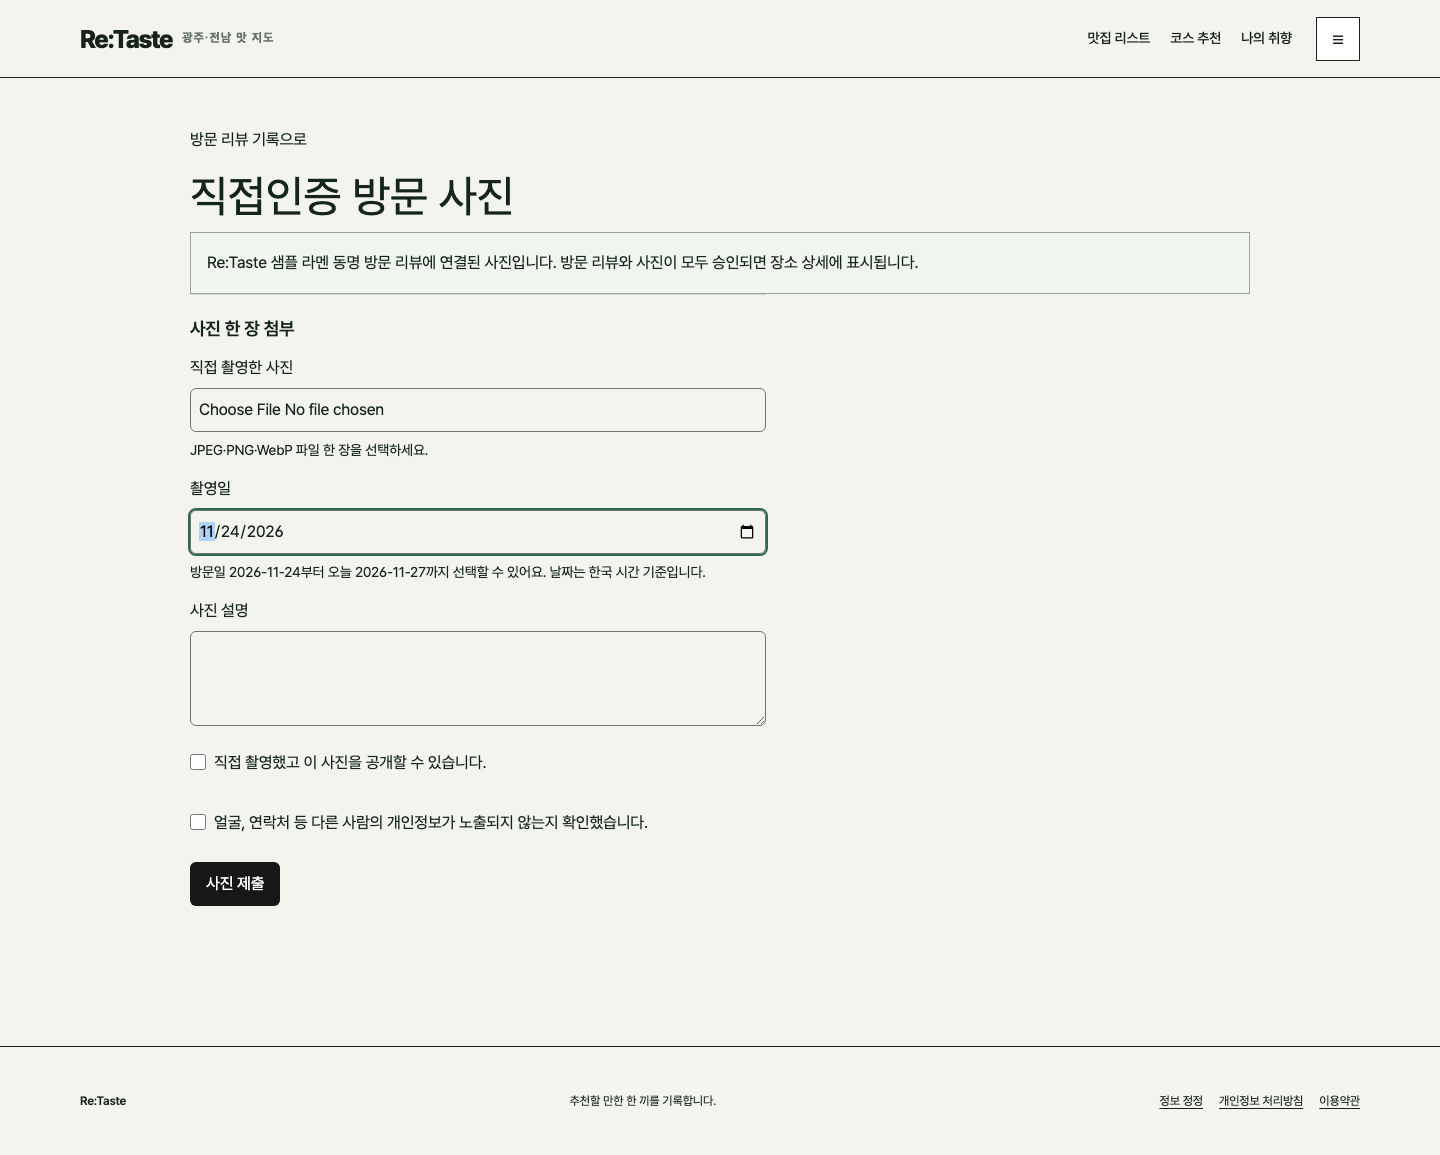 Re:Taste 광주·전남 맛 지도
맛집 리스트 코스 추천 나의 취향
방문 리뷰 기록으로
직접인증 방문 사진
Re:Taste 샘플 라멘 동명 방문 리뷰에 연결된 사진입니다. 방문 리뷰와 사진이 모두 승인되면 장소 상세에 표시됩니다.
사진 한 장 첨부
직접 촬영한 사진
Choose File No file chosen
JPEG·PNG·WebP 파일 한 장을 선택하세요.
촬영일
11/24/2026
방문일 2026-11-24부터 오늘 2026-11-27까지 선택할 수 있어요. 날짜는 한국 시간 기준입니다.
사진 설명
직접 촬영했고 이 사진을 공개할 수 있습니다.
얼굴, 연락처 등 다른 사람의 개인정보가 노출되지 않는지 확인했습니다.
사진 제출
Re:Taste 추천할 만한 한 끼를 기록합니다. 정보 정정 개인정보 처리방침 이용약관